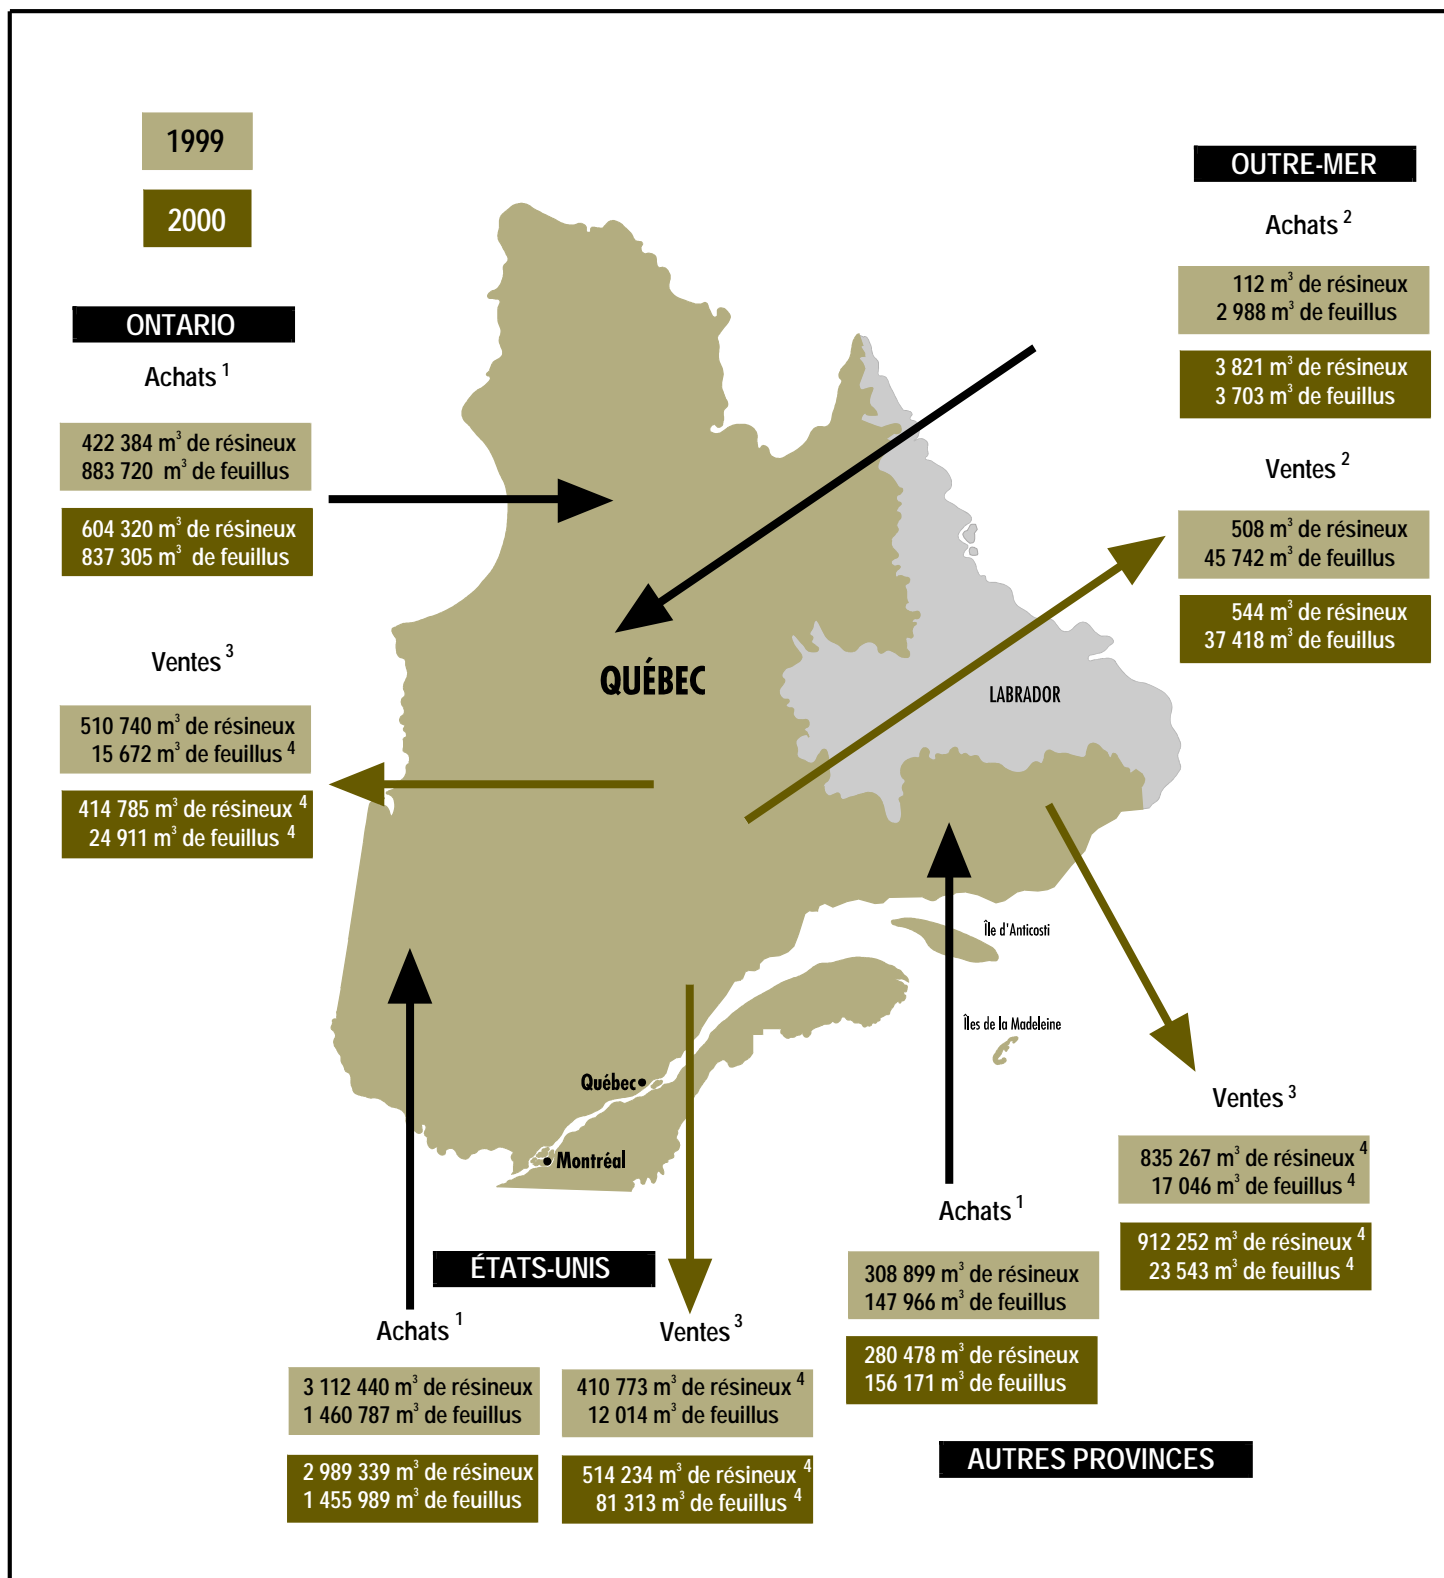 1999
2000
ONTARIO
Achats 1
422 384 m³ de résineux
883 720 m³ de feuillus
604 320 m³ de résineux
837 305 m³ de feuillus
Ventes 3
510 740 m³ de résineux
15 672 m³ de feuillus 4
414 785 m³ de résineux 4
24 911 m³ de feuillus 4
OUTRE-MER
Achats 2
112 m³ de résineux
2 988 m³ de feuillus
3 821 m³ de résineux
3 703 m³ de feuillus
Ventes 2
508 m³ de résineux
45 742 m³ de feuillus
544 m³ de résineux
37 418 m³ de feuillus
QUÉBEC
LABRADOR
Île d'Anticosti
Îles de la Madeleine
Québec
Montréal
ÉTATS-UNIS
Achats 1
3 112 440 m³ de résineux
1 460 787 m³ de feuillus
2 989 339 m³ de résineux
1 455 989 m³ de feuillus
Ventes 3
410 773 m³ de résineux 4
12 014 m³ de feuillus
514 234 m³ de résineux 4
81 313 m³ de feuillus 4
Achats 1
308 899 m³ de résineux
147 966 m³ de feuillus
280 478 m³ de résineux
156 171 m³ de feuillus
Ventes 3
835 267 m³ de résineux 4
17 046 m³ de feuillus 4
912 252 m³ de résineux 4
23 543 m³ de feuillus 4
AUTRES PROVINCES